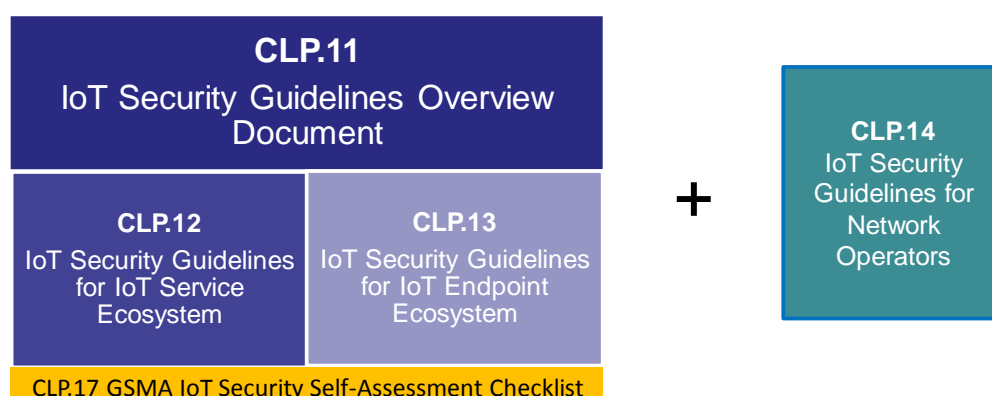 CLP.11
IoT Security Guidelines Overview
Document
CLP.12
IoT Security Guidelines
for IoT Service
Ecosystem
CLP.13
IoT Security Guidelines
for IoT Endpoint
Ecosystem
CLP.17 GSMA IoT Security Self-Assessment Checklist
+
CLP.14
IoT Security
Guidelines for
Network
Operators